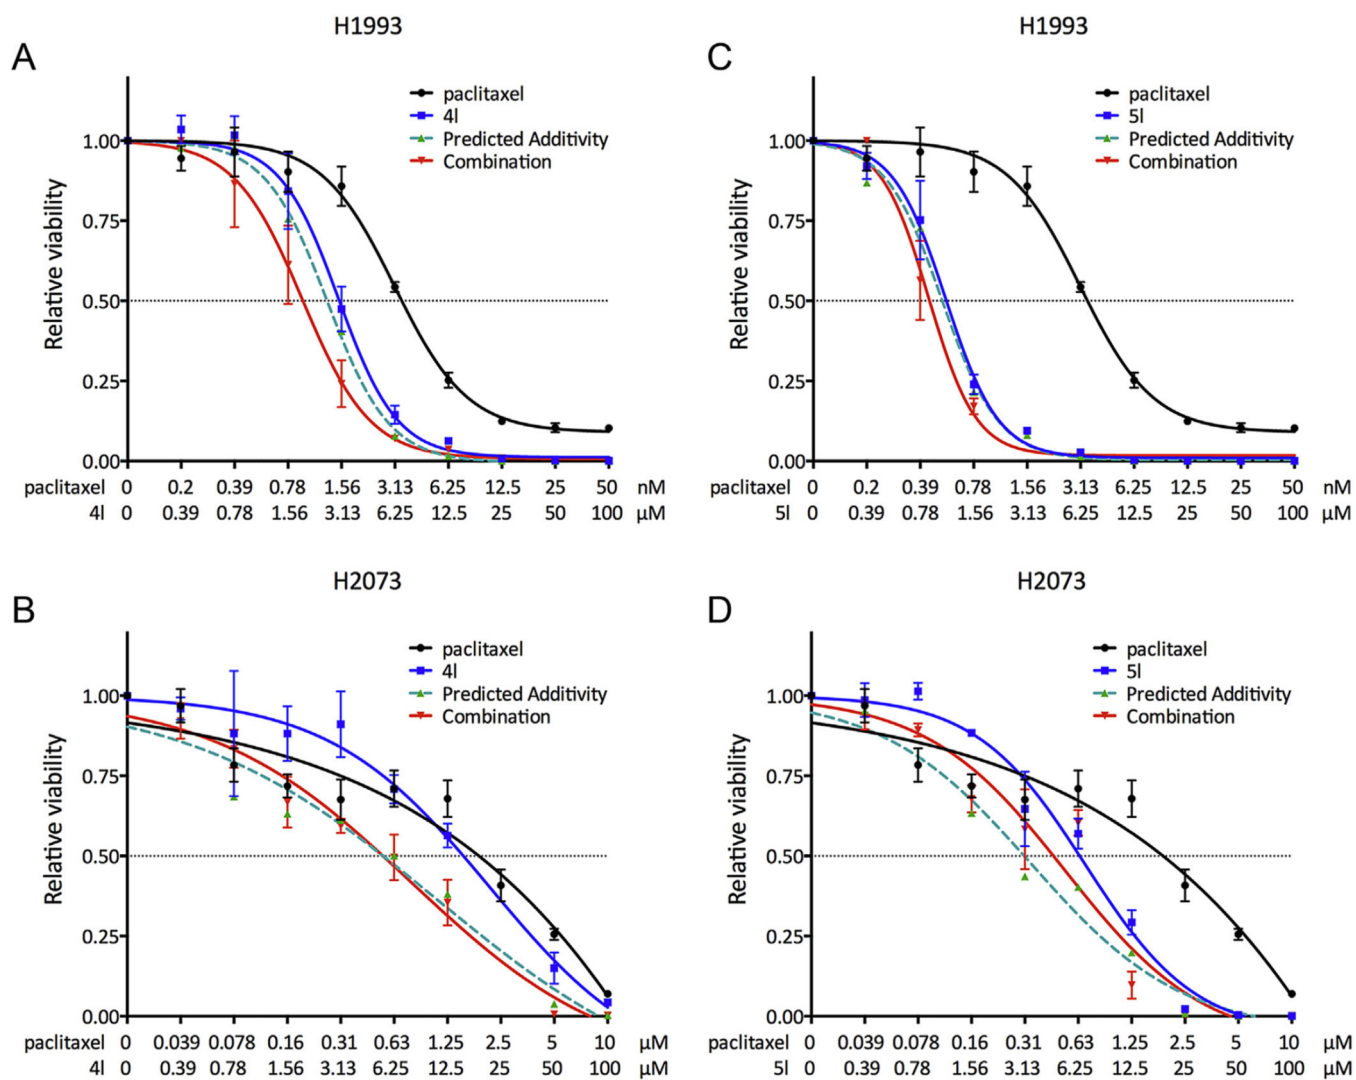 H1993
A
paclitaxel
4l
Predicted Additivity
Combination
1.00
0.75
0.50
0.25
0.00
Relative viability
paclitaxel 0 0.2 0.39 0.78 1.56 3.13 6.25 12.5 25 50 nM
4l 0 0.39 0.78 1.56 3.13 6.25 12.5 25 50 100 µM
H1993
C
paclitaxel
5l
Predicted Additivity
Combination
1.00
0.75
0.50
0.25
0.00
Relative viability
paclitaxel 0 0.2 0.39 0.78 1.56 3.13 6.25 12.5 25 50 nM
5l 0 0.39 0.78 1.56 3.13 6.25 12.5 25 50 100 µM
H2073
B
paclitaxel
4l
Predicted Additivity
Combination
1.00
0.75
0.50
0.25
0.00
Relative viability
paclitaxel 0 0.039 0.078 0.16 0.31 0.63 1.25 2.5 5 10 µM
4l 0 0.39 0.78 1.56 3.13 6.25 12.5 25 50 100 µM
H2073
D
paclitaxel
5l
Predicted Additivity
Combination
1.00
0.75
0.50
0.25
0.00
Relative viability
paclitaxel 0 0.039 0.078 0.16 0.31 0.63 1.25 2.5 5 10 µM
5l 0 0.39 0.78 1.56 3.13 6.25 12.5 25 50 100 µM